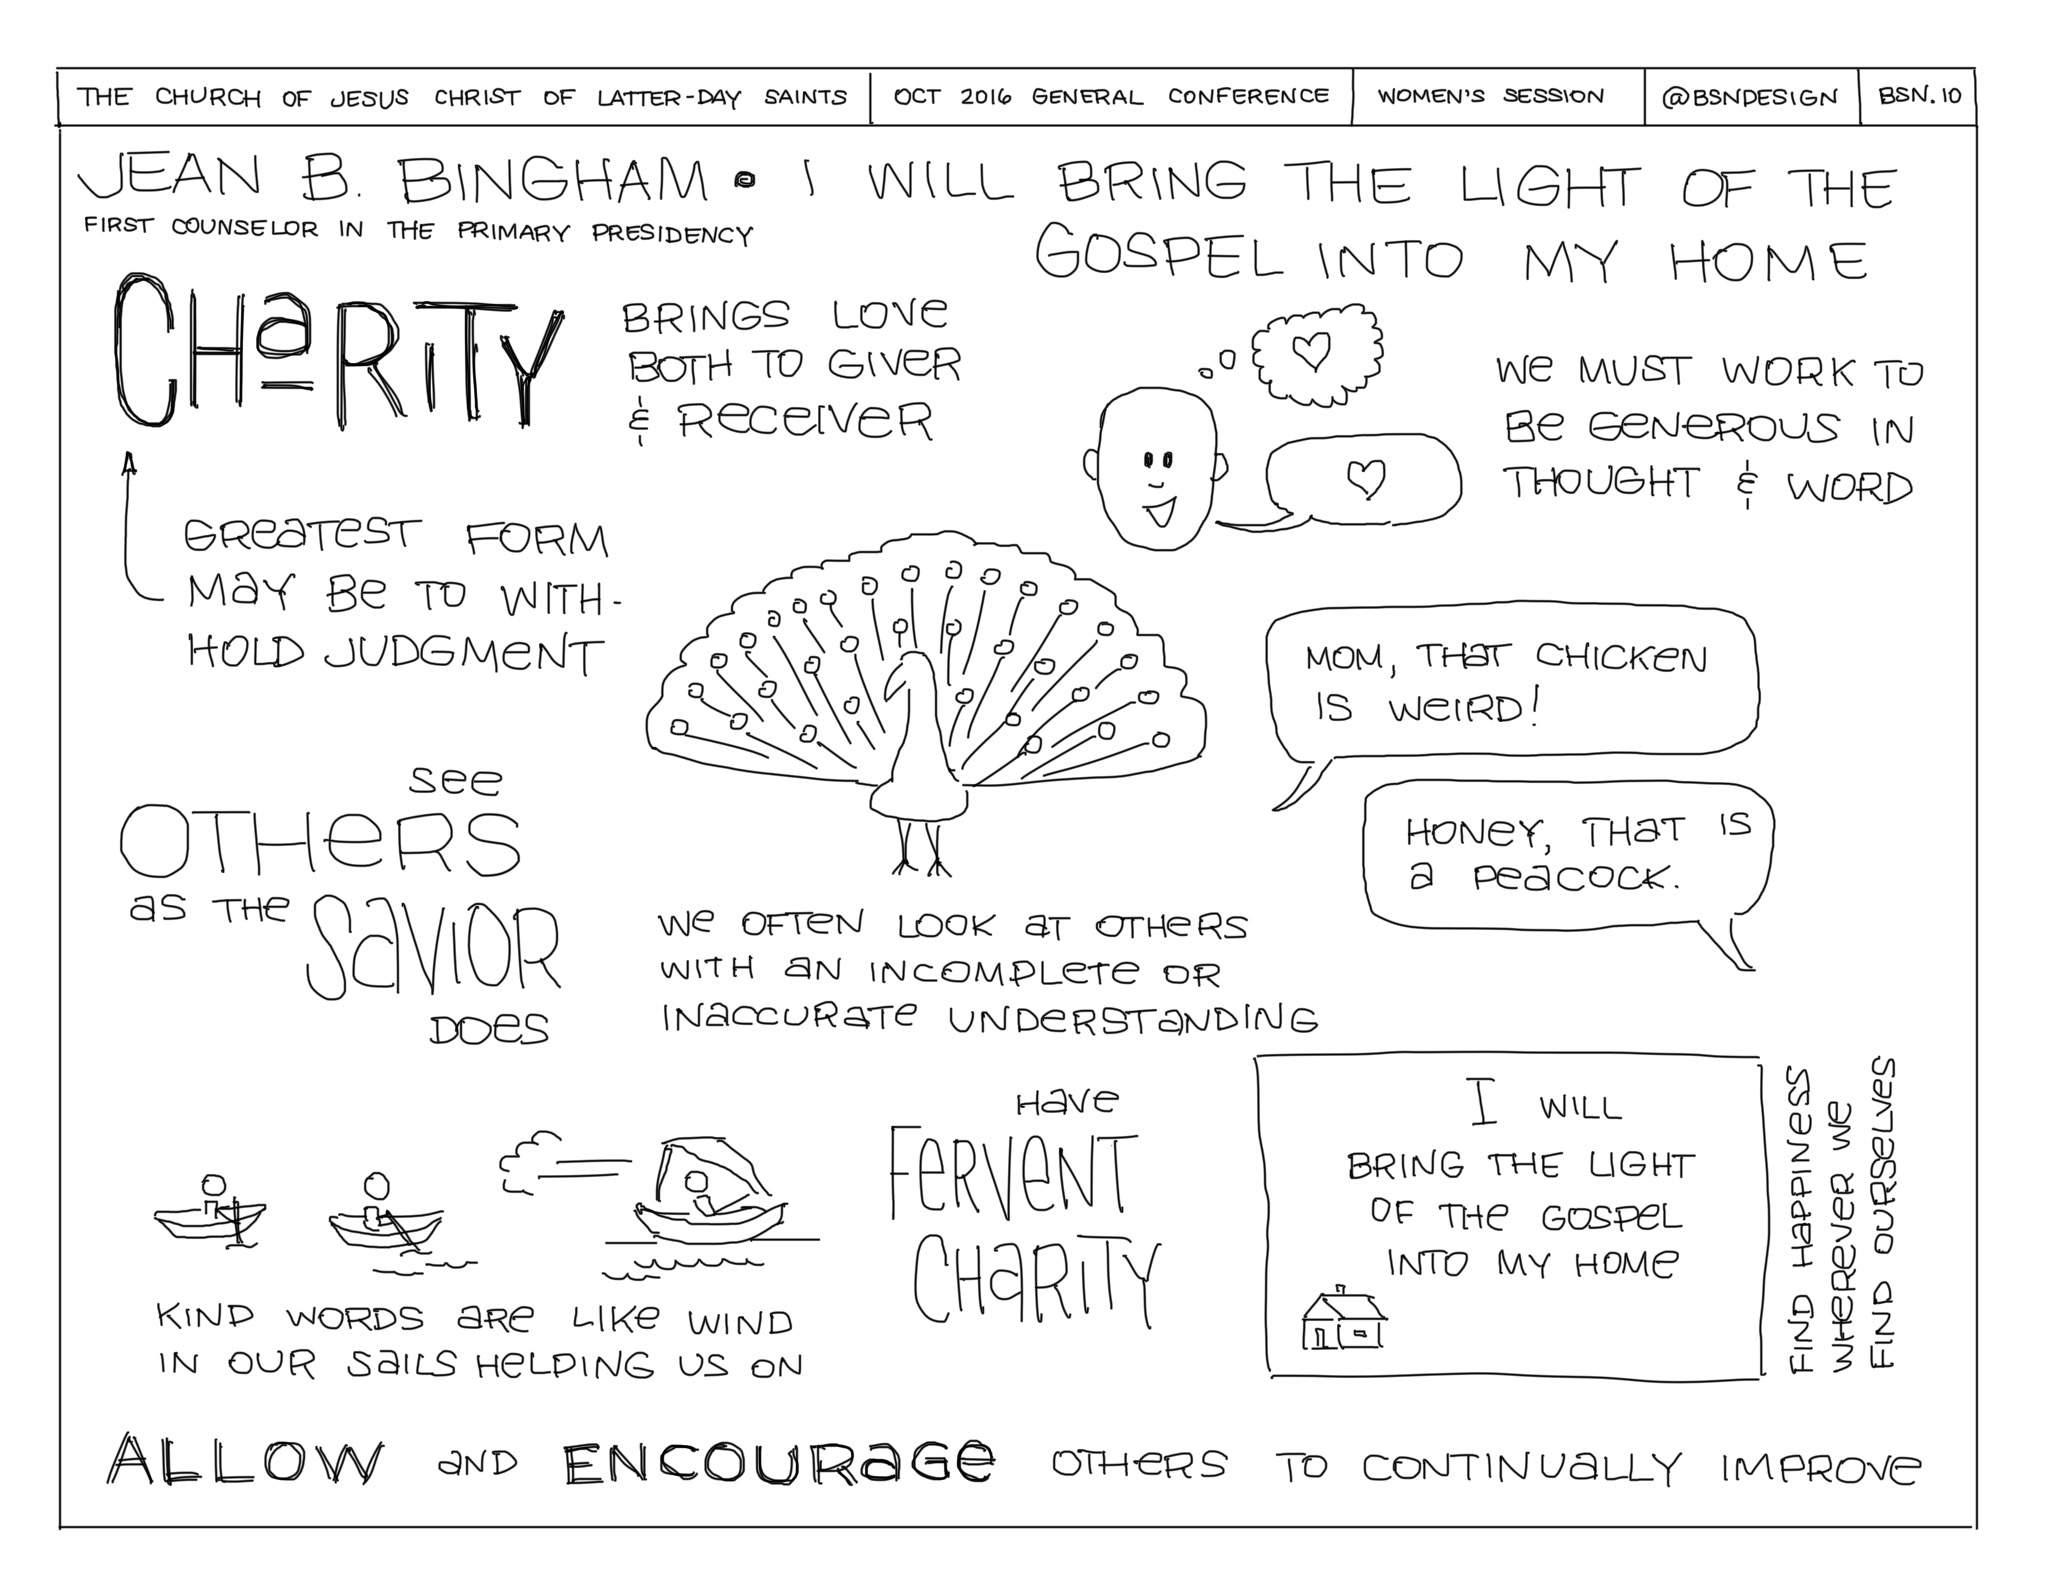 THE CHURCH OF JESUS CHRIST OF LATTER-DAY SAINTS
OCT 2016 GENERAL CONFERENCE
WOMEN'S SESSION
@BSNDESIGN
BSN.10
JEAN B. BINGHAM • I WILL BRING THE LIGHT OF THE
GOSPEL INTO MY HOME
FIRST COUNSELOR IN THE PRIMARY PRESIDENCY
CHaRiTY
BRINGS LOVE
BOTH TO GIVeR
& ReceiveR
We MUST WORK TO
Be GeNeROUS IN
THOUGHT & WORD
GReaTeST FORM
MaY Be TO WITH-
HOLD JUDGMeNT
MOM, THaT CHICKeN
IS WeiRD!
HONeY, THaT IS
a PeaCOCK.
See
OTHeRS
aS THe
SaVIOR
DOeS
We OFTeN LOOK aT OTHeRS
WITH aN INCOMPLeTe OR
INaCCURaTe UNDeRSTaNDING
HaVe
FeRVeNT
CHaRiTY
I WILL
BRING THe LIGHT
OF THe GOSPeL
INTO MY HOMe
FIND HaPPINeSS
WHeReVeR We
FIND OURSeLVeS
KIND WORDS aRe LIKe WIND
IN OUR SaILS HeLPING US ON
ALLOW aND ENCOURaGe OTHeRS TO CONTINUaLLY IMPROVe